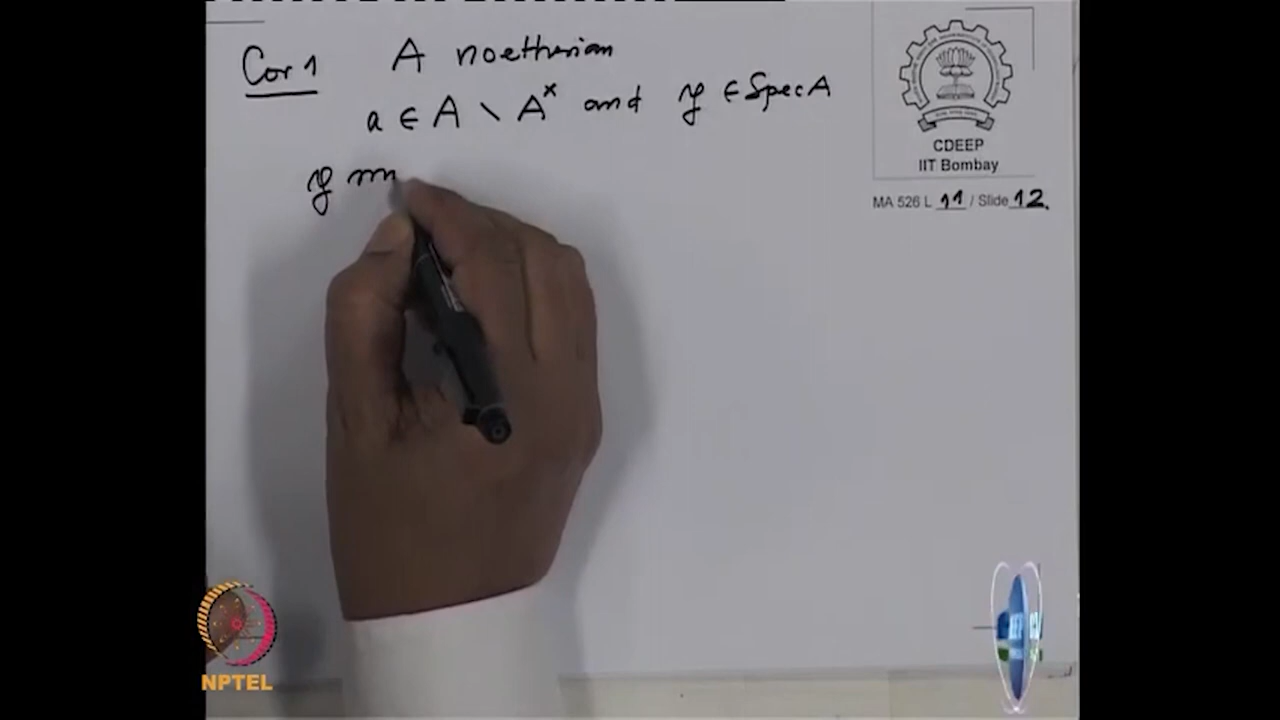 Cor 1 A noetherian
a ∈ A \ A^x and 𝔭 ∈ Spec A
𝔭 m
CDEEP
IIT Bombay
MA 526 L 11 / Slide 12.
NPTEL